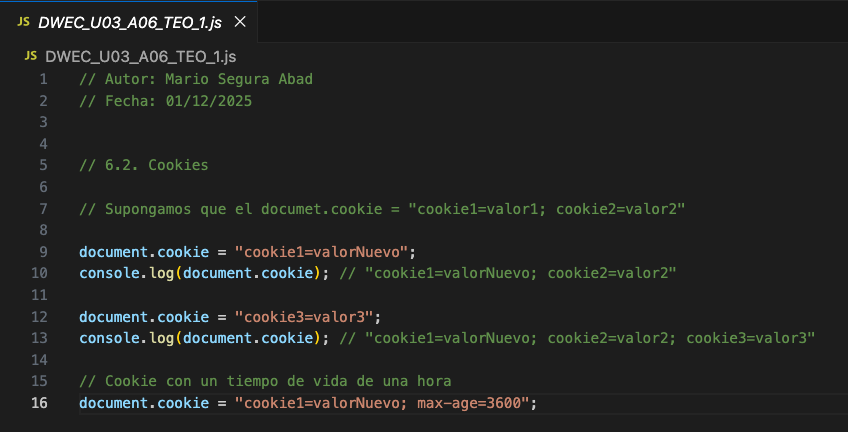 JS DWEC_U03_A06_TEO_1.js ×
JS DWEC_U03_A06_TEO_1.js
1 // Autor: Mario Segura Abad
2 // Fecha: 01/12/2025
3
4
5 // 6.2. Cookies
6
7 // Supongamos que el documet.cookie = "cookie1=valor1; cookie2=valor2"
8
9 document.cookie = "cookie1=valorNuevo";
10 console.log(document.cookie); // "cookie1=valorNuevo; cookie2=valor2"
11
12 document.cookie = "cookie3=valor3";
13 console.log(document.cookie); // "cookie1=valorNuevo; cookie2=valor2; cookie3=valor3"
14
15 // Cookie con un tiempo de vida de una hora
16 document.cookie = "cookie1=valorNuevo; max-age=3600";